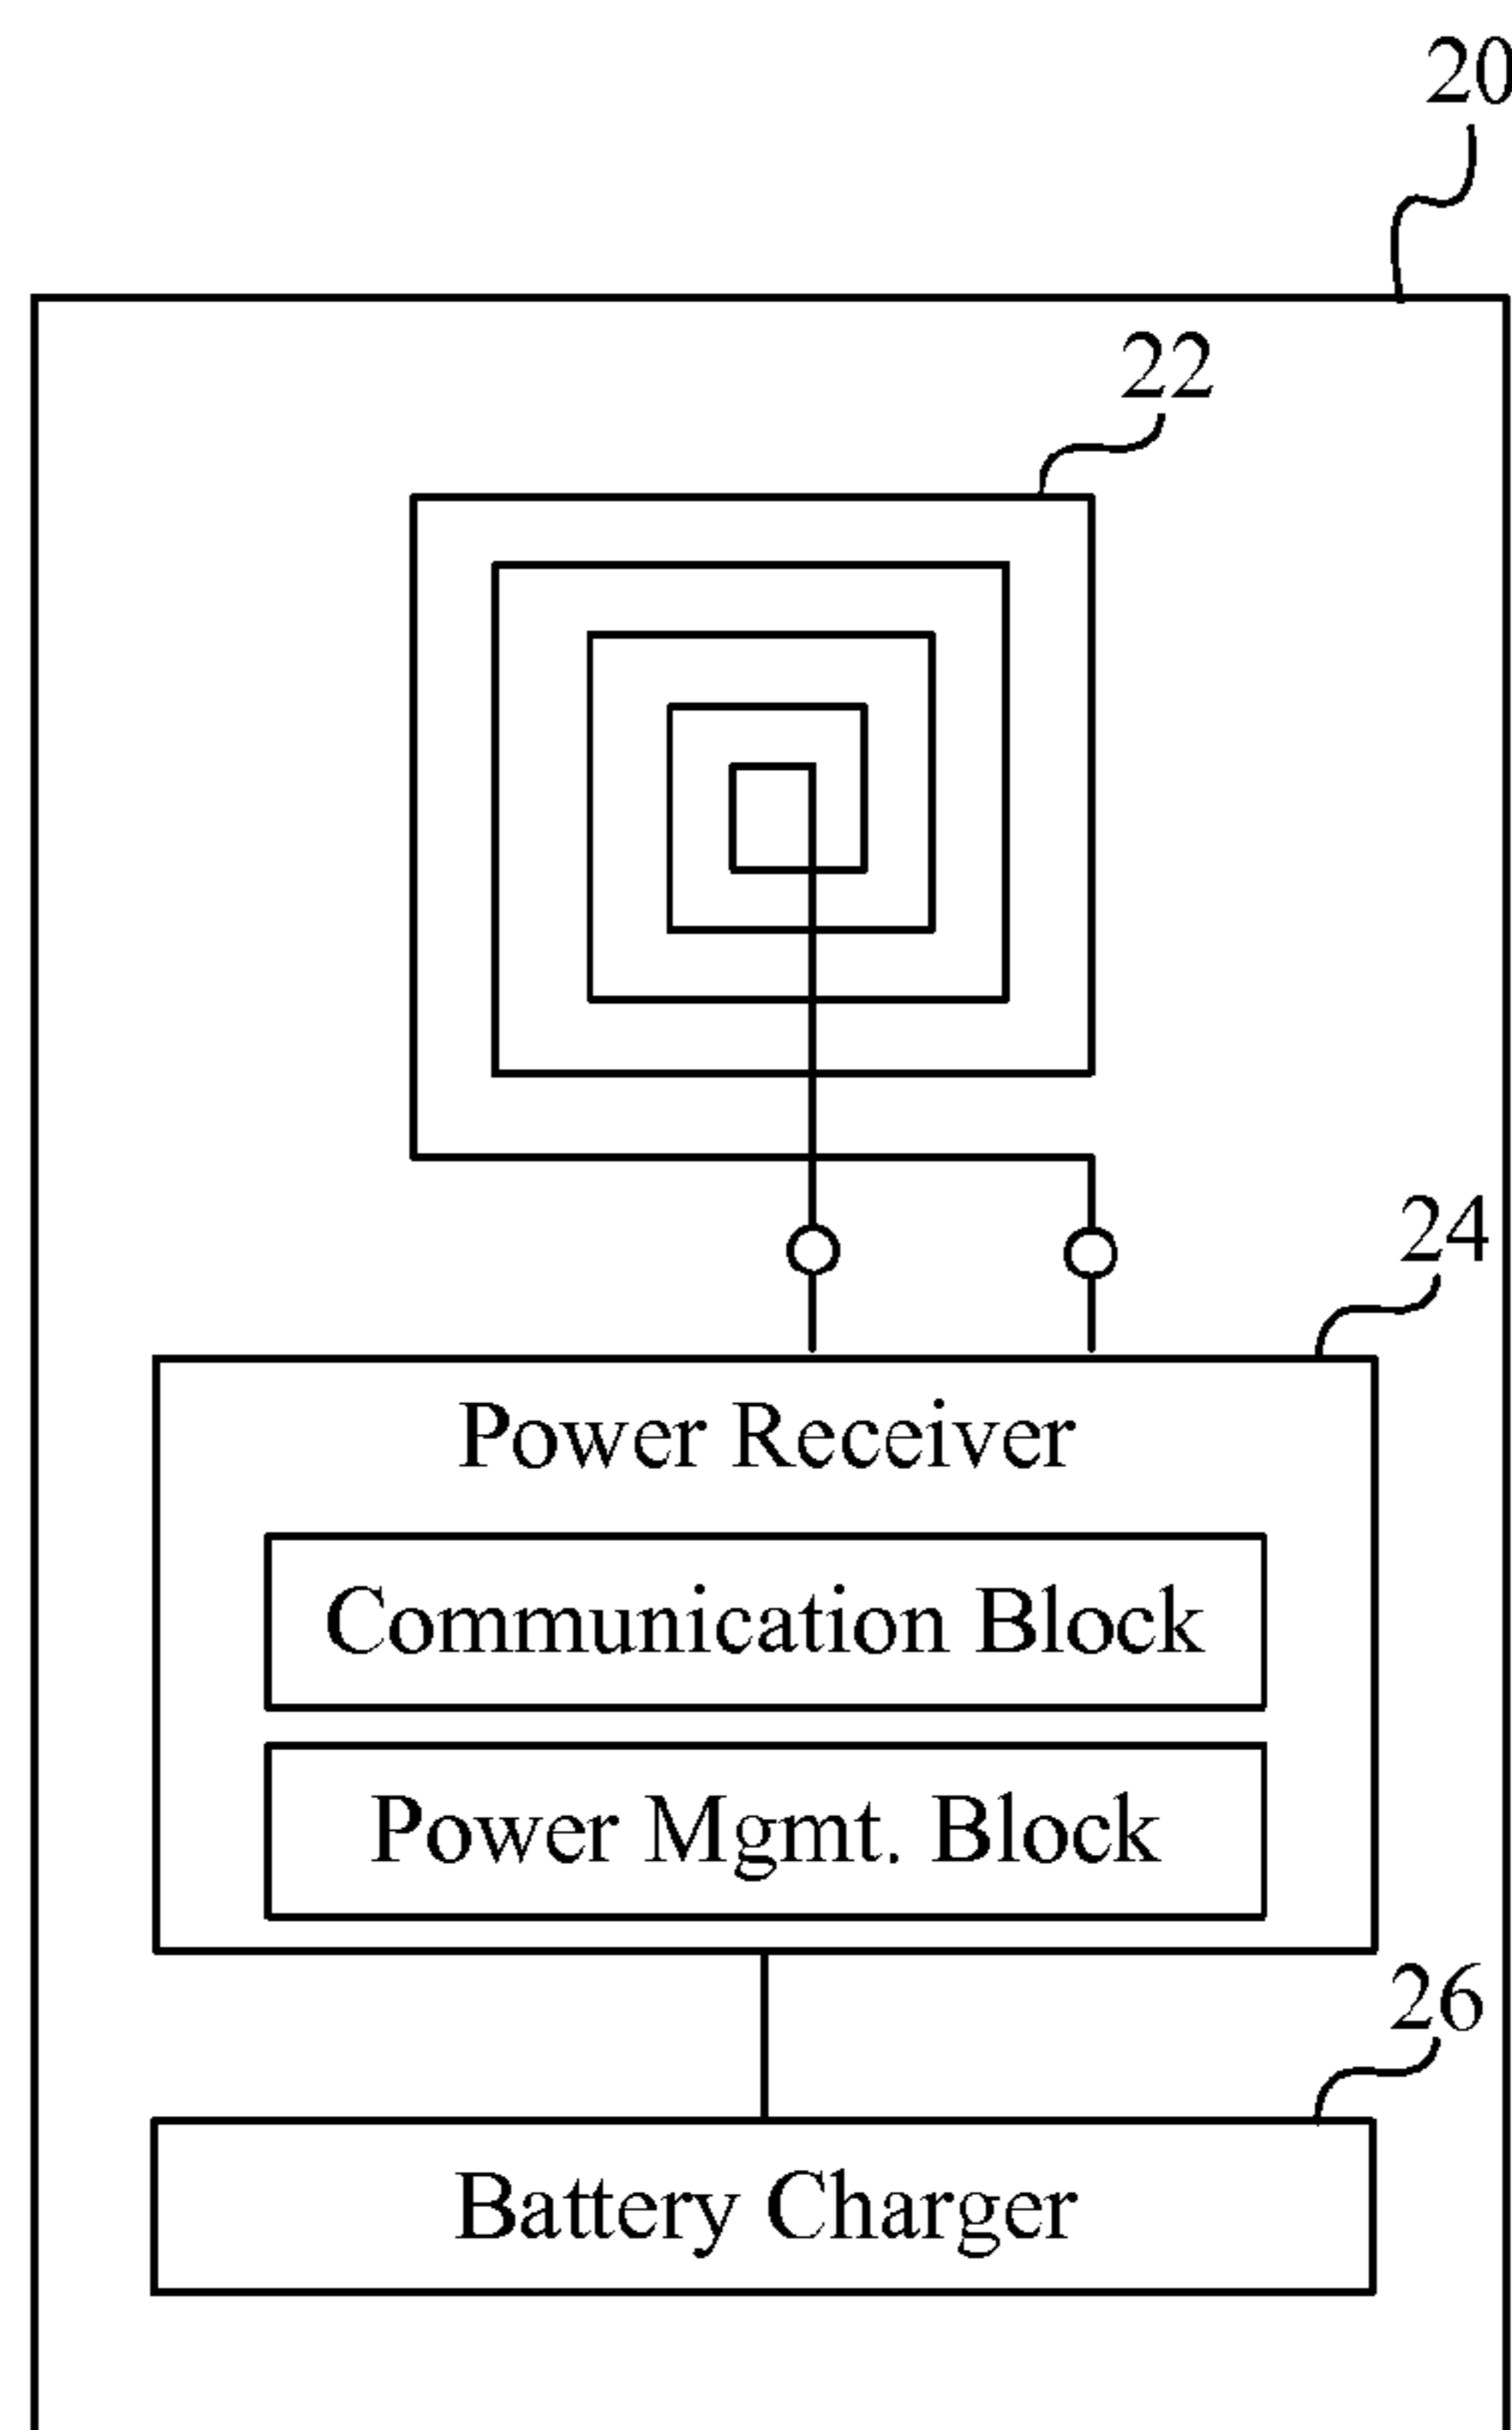 20
22
24
Power Receiver
Communication Block
Power Mgmt. Block
26
Battery Charger